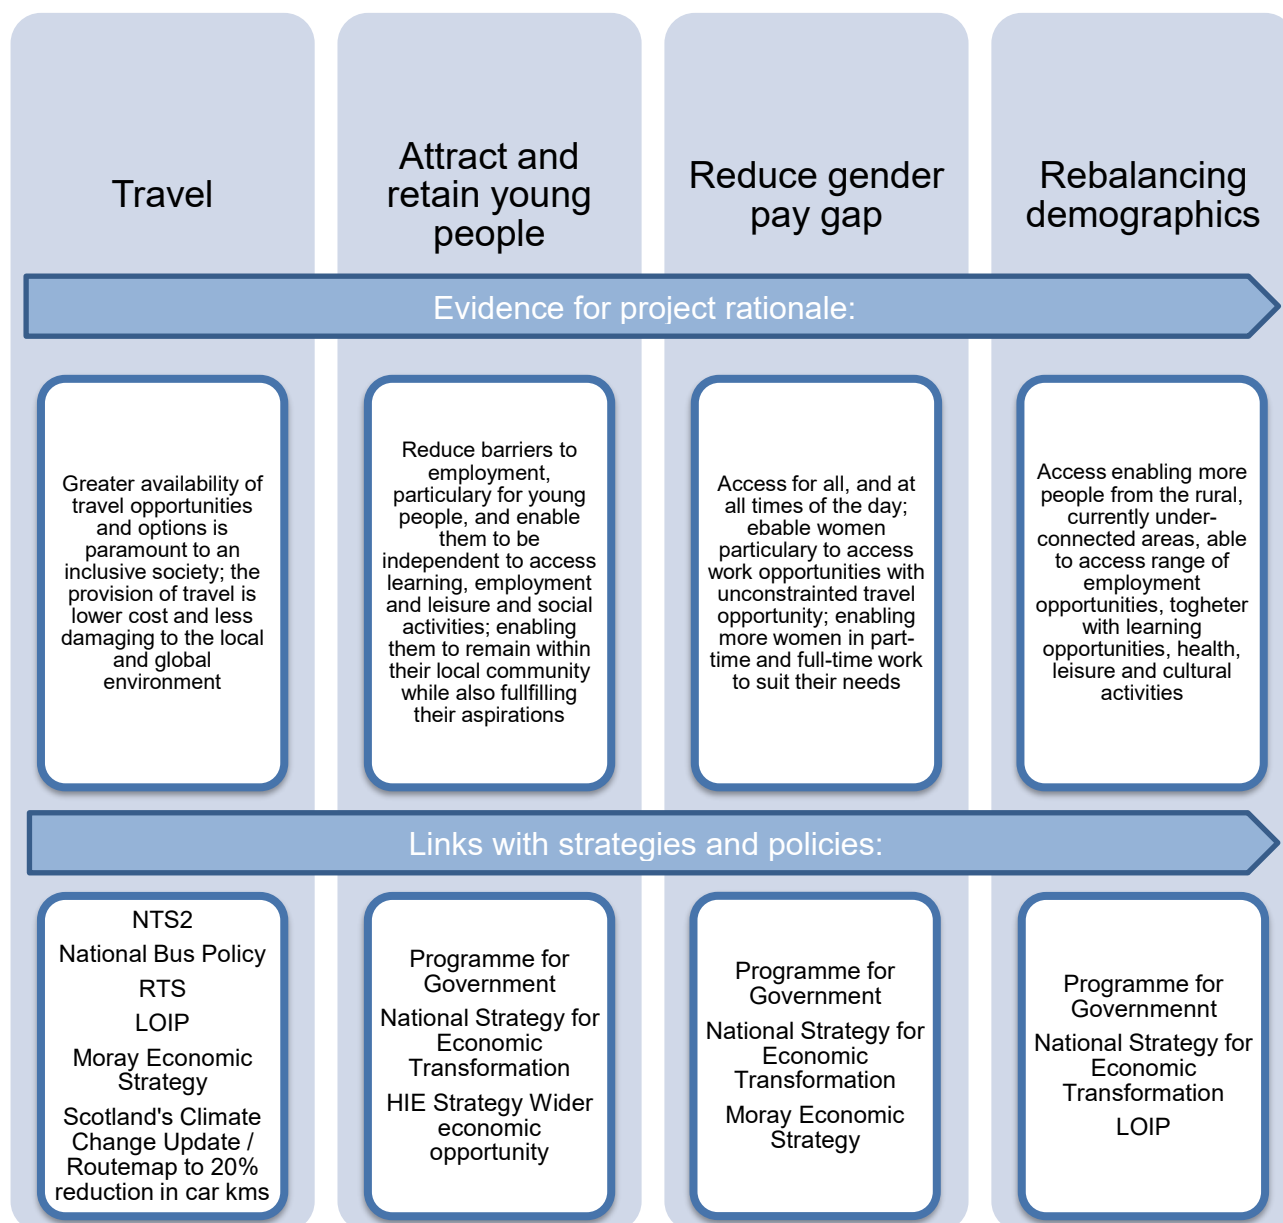 Travel
Attract and
retain young
people
Reduce gender
pay gap
Rebalancing
demographics
Evidence for project rationale:
Greater availability of
travel opportunities
and options is
paramount to an
inclusive society; the
provision of travel is
lower cost and less
damaging to the local
and global
environment
Reduce barriers to
employment,
particulary for young
people, and enable
them to be
independent to access
learning, employment
and leisure and social
activities; enabling
them to remain within
their local community
while also fullfilling
their aspirations
Access for all, and at
all times of the day;
ebable women
particulary to access
work opportunities with
unconstrainted travel
opportunity; enabling
more women in part-
time and full-time work
to suit their needs
Access enabling more
people from the rural,
currently under-
connected areas, able
to access range of
employment
opportunities, togheter
with learning
opportunities, health,
leisure and cultural
activities
Links with strategies and policies:
NTS2
National Bus Policy
RTS
LOIP
Moray Economic
Strategy
Scotland's Climate
Change Update /
Routemap to 20%
reduction in car kms
Programme for
Government
National Strategy for
Economic
Transformation
HIE Strategy Wider
economic
opportunity
Programme for
Government
National Strategy for
Economic
Transformation
Moray Economic
Strategy
Programme for
Governmennt
National Strategy for
Economic
Transformation
LOIP